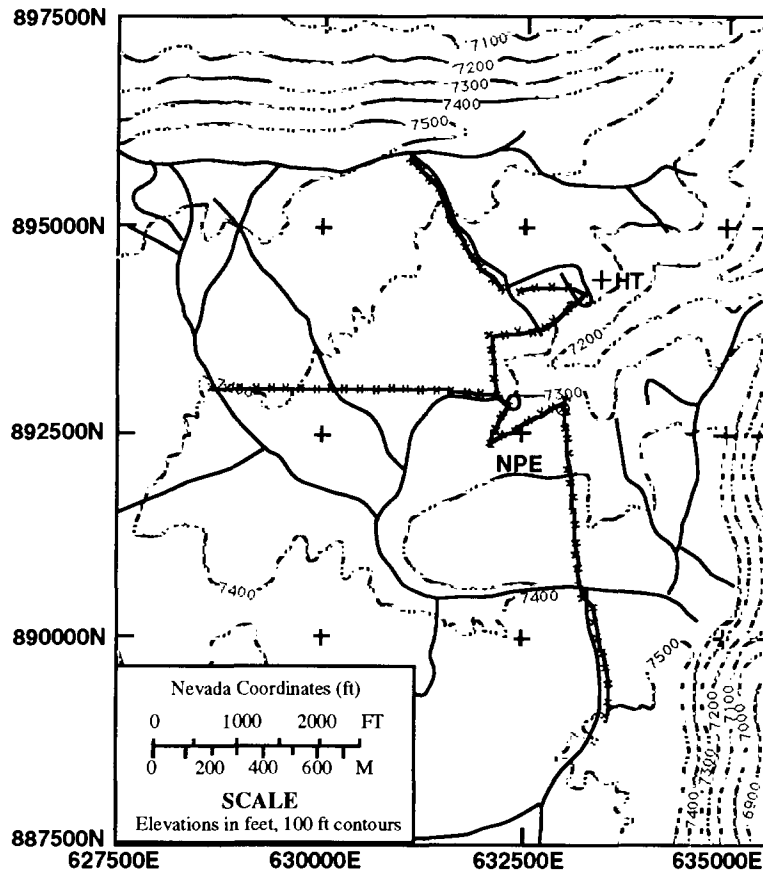 897500N
7100
7200
7300
7400
7500
895000N
HT
7200
7300
892500N
NPE
7400
7400
890000N
7500
Nevada Coordinates (ft)
0 1000 2000 FT
0 200 400 600 M
SCALE
Elevations in feet, 100 ft contours
7400
7300
7200
7100
7000
6900
887500N
627500E 630000E 632500E 635000E